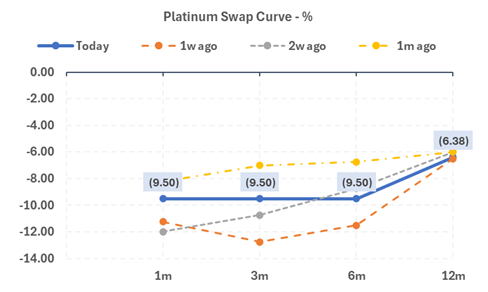 Platinum Swap Curve - %
Today 1w ago 2w ago 1m ago
0.00
-2.00
-4.00
-6.00
-8.00
-10.00
-12.00
-14.00
(9.50) (9.50) (9.50) (6.38)
1m 3m 6m 12m